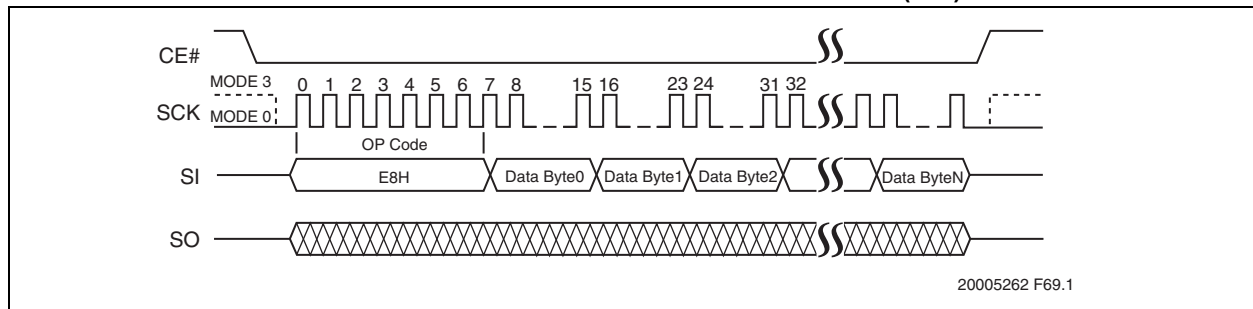 CE#
MODE 3 0 1 2 3 4 5 6 7 8 15 16 23 24 31 32
SCK MODE 0
OP Code
SI E8H Data Byte0 Data Byte1 Data Byte2 Data ByteN
SO
20005262 F69.1